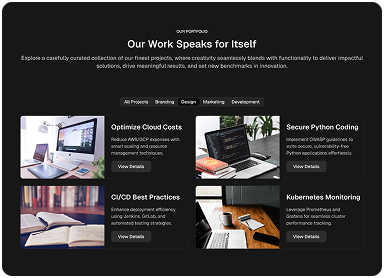 OUR PORTFOLIO
Our Work Speaks for Itself
Explore a carefully curated collection of our finest projects, where creativity seamlessly blends with functionality to deliver impactful
solutions, drive meaningful results, and set new benchmarks in innovation.
All Projects Branding Design Marketing Development
Optimize Cloud Costs
Reduce AWS/GCP expenses with
smart scaling and resource
management techniques.
View Details
Secure Python Coding
Implement OWASP guidelines to
write secure, vulnerability-free
Python applications effortlessly.
View Details
CI/CD Best Practices
Enhance deployment efficiency
using Jenkins, GitLab, and
automated testing strategies.
View Details
Kubernetes Monitoring
Leverage Prometheus and
Grafana for seamless cluster
performance tracking.
View Details